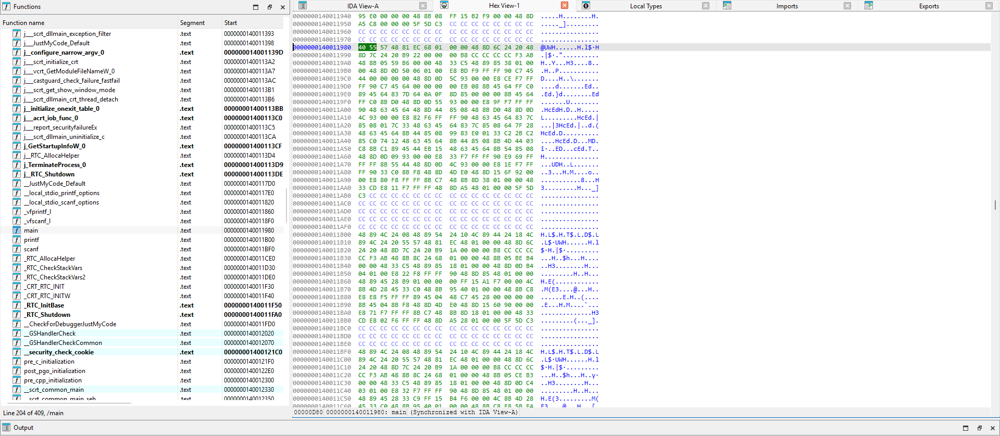 Functions
Function name Segment Start
j___scrt_dllmain_exception_filter .text 0000000140011393
j___JustMyCode_Default .text 0000000140011398
j__configure_narrow_argv_0 .text 000000014001139D
j___scrt_initialize_crt .text 00000001400113A2
j___vcrt_GetModuleFileNameW_0 .text 00000001400113A7
j___castguard_check_failure_fastfail .text 00000001400113AC
j___scrt_get_show_window_mode .text 00000001400113B1
j___scrt_dllmain_crt_thread_detach .text 00000001400113B6
j__initialize_onexit_table_0 .text 00000001400113BB
j___acrt_iob_func_0 .text 00000001400113C0
j___report_securityfailureEx .text 00000001400113C5
j___scrt_dllmain_uninitialize_c .text 00000001400113CA
j_GetStartupInfoW_0 .text 00000001400113CF
j__RTC_AllocaHelper .text 00000001400113D4
j_TerminateProcess_0 .text 00000001400113D9
j__RTC_Shutdown .text 00000001400113DE
__JustMyCode_Default .text 00000001400117D0
__local_stdio_printf_options .text 00000001400117E0
__local_stdio_scanf_options .text 0000000140011820
_vfprintf_l .text 0000000140011860
_vfscanf_l .text 00000001400118F0
main .text 0000000140011980
printf .text 0000000140011B00
scanf .text 0000000140011BF0
_RTC_AllocaHelper .text 0000000140011CE0
_RTC_CheckStackVars .text 0000000140011D30
_RTC_CheckStackVars2 .text 0000000140011DE0
_CRT_RTC_INIT .text 0000000140011F30
_CRT_RTC_INITW .text 0000000140011F40
_RTC_InitBase .text 0000000140011F50
_RTC_Shutdown .text 0000000140011FA0
__CheckForDebuggerJustMyCode .text 0000000140011FD0
__GSHandlerCheck .text 0000000140012020
__GSHandlerCheckCommon .text 0000000140012070
__security_check_cookie .text 00000001400121C0
pre_c_initialization .text 00000001400121F0
post_pgo_initialization .text 00000001400122E0
pre_cpp_initialization .text 0000000140012300
__scrt_common_main .text 0000000140012330
__scrt_common_main_seh .text 0000000140012350
Line 204 of 409, /main
IDA View-A Hex View-1 Local Types Imports Exports
0000000140011940 95 E0 00 00 00 48 8B 08 FF 15 B2 F9 00 00 48 8D .....H........H.
0000000140011950 A5 C8 00 00 00 5F 5D C3 CC CC CC CC CC CC CC CC ....._].........
0000000140011960 CC CC CC CC CC CC CC CC CC CC CC CC CC CC CC CC ................
0000000140011970 CC CC CC CC CC CC CC CC CC CC CC CC CC CC CC CC ................
0000000140011980 40 55 57 48 81 EC 68 01 00 00 48 8D 6C 24 20 48 @UWH......H.l$·H
0000000140011990 8D 7C 24 20 B9 22 00 00 00 B8 CC CC CC CC F3 AB .|$·."..........
00000001400119A0 48 8B 05 59 B6 00 00 48 33 C5 48 89 85 38 01 00 H..Y...H3....8..
00000001400119B0 00 48 8D 0D 50 06 01 00 E8 BD F9 FF FF 90 C7 45 .H..P...........
00000001400119C0 44 00 00 00 00 48 8D 0D 5C 93 00 00 E8 CE F7 FF D....H..\.......
00000001400119D0 FF 90 C7 45 64 00 00 00 00 EB 08 8B 45 64 FF C0 ....d.......Ed..
00000001400119E0 89 45 64 83 7D 64 0A 0F 8D 85 00 00 00 8B 45 64 .Ed.}d........Ed
00000001400119F0 FF C0 8B D0 48 8D 0D 55 93 00 00 E8 9F F7 FF FF .......U........
0000000140011A00 90 48 63 45 64 48 8D 44 85 08 48 8B D0 48 8D 0D .HcEdH.D..H.....
0000000140011A10 4C 93 00 00 E8 82 F6 FF FF 90 48 63 45 64 83 7C L.........HcEd.|
0000000140011A20 85 08 01 7C 33 48 63 45 64 83 7C 85 08 64 7F 28 ...|3HcEd.|..d.(
0000000140011A30 48 63 45 64 8B 44 85 08 99 83 E0 01 33 C2 2B C2 HcEd.D..........
0000000140011A40 85 C0 74 12 48 63 45 64 8B 44 85 08 8B 4D 44 03 ....HcEd.D...MD.
0000000140011A50 C8 8B C1 89 45 44 EB 15 48 63 45 64 8B 54 85 08 î...ED...cEd.T..
0000000140011A60 48 8D 0D 09 93 00 00 E8 33 F7 FF FF 90 E9 69 FF H...............
0000000140011A70 FF FF 8B 55 44 48 8D 0D 4C 93 00 00 E8 1E F7 FF ...UDH..L.......
0000000140011A80 FF 90 33 C0 8B F8 48 8D 4D E0 48 8D 15 6F 92 00 ..3...H.M....o..
0000000140011A90 00 E8 80 F8 FF FF 8B C7 48 8B 8D 38 01 00 00 48 ...........8...H
0000000140011AA0 33 CD E8 11 F7 FF FF 48 8D A5 48 01 00 00 5F 5D 3.........H..._]
0000000140011AB0 C3 CC CC CC CC CC CC CC CC CC CC CC CC CC CC CC ................
0000000140011AC0 CC CC CC CC CC CC CC CC CC CC CC CC CC CC CC CC ................
0000000140011AD0 CC CC CC CC CC CC CC CC CC CC CC CC CC CC CC CC ................
0000000140011AE0 CC CC CC CC CC CC CC CC CC CC CC CC CC CC CC CC ................
0000000140011AF0 CC CC CC CC CC CC CC CC CC CC CC CC CC CC CC CC ................
0000000140011B00 48 89 4C 24 08 48 89 54 24 10 4C 89 44 24 18 4C H.L$.H.T$.L.D$.L
0000000140011B10 89 4C 24 20 55 57 48 81 EC 48 01 00 00 48 8D 6C .L$·UWH......H.l
0000000140011B20 24 20 48 8D 7C 24 20 B9 1A 00 00 00 B8 CC CC CC $·H.|$·.........
0000000140011B30 CC F3 AB 48 8B 8C 24 68 01 00 00 48 8B 05 BE B4 ...H..$h...H....
0000000140011B40 00 00 48 33 C5 48 89 85 18 01 00 00 48 8D 0D B4 ..H3........H...
0000000140011B50 04 01 00 E8 22 F8 FF FF 90 48 8D 85 48 01 00 00 .........H..H...
0000000140011B60 48 89 45 28 B9 01 00 00 00 FF 15 A1 F7 00 00 4C H.E(............
0000000140011B70 8B 4D 28 45 33 C0 48 8B 95 40 01 00 00 48 8B C8 .M(E3....@...H..
0000000140011B80 E8 E8 F5 FF FF 89 45 04 48 C7 45 28 00 00 00 00 ......E.H..(....
0000000140011B90 8B 45 04 8B F8 48 8D 4D E0 48 8D 15 60 90 00 00 .E...H.M....`...
0000000140011BA0 E8 71 F7 FF FF 8B C7 48 8B 8D 18 01 00 00 48 33 ..............H3
0000000140011BB0 CD E8 02 F6 FF FF 48 8D A5 28 01 00 00 5F 5D C3 .........(..._].
0000000140011BC0 CC CC CC CC CC CC CC CC CC CC CC CC CC CC CC CC ................
0000000140011BD0 CC CC CC CC CC CC CC CC CC CC CC CC CC CC CC CC ................
0000000140011BE0 CC CC CC CC CC CC CC CC CC CC CC CC CC CC CC CC ................
0000000140011BF0 48 89 4C 24 08 48 89 54 24 10 4C 89 44 24 18 4C H.L$.H.T$.L.D$.L
0000000140011C00 89 4C 24 20 55 57 48 81 EC 48 01 00 00 48 8D 6C .L$·UWH......H.l
0000000140011C10 24 20 48 8D 7C 24 20 B9 1A 00 00 00 B8 CC CC CC $·H.|$·.........
0000000140011C20 CC F3 AB 48 8B 8C 24 68 01 00 00 48 8B 05 CE B3 ...H..$h...H..γ·
0000000140011C30 00 00 48 33 C5 48 89 85 18 01 00 00 48 8D 0D C4 ..H3........H...
0000000140011C40 03 01 00 E8 32 F7 FF FF 90 48 8D 85 48 01 00 00 .........H..H...
0000000140011C50 48 89 45 28 33 C9 FF 15 B4 F6 00 00 4C 8B 4D 28 H.E(3.........M(
0000000140011C60 45 33 C0 48 8B 95 40 01 00 00 48 8B C8 E8 5B F4 E3....@...H...[.
00000D80 0000000140011980: main (Synchronized with IDA View-A)
Output